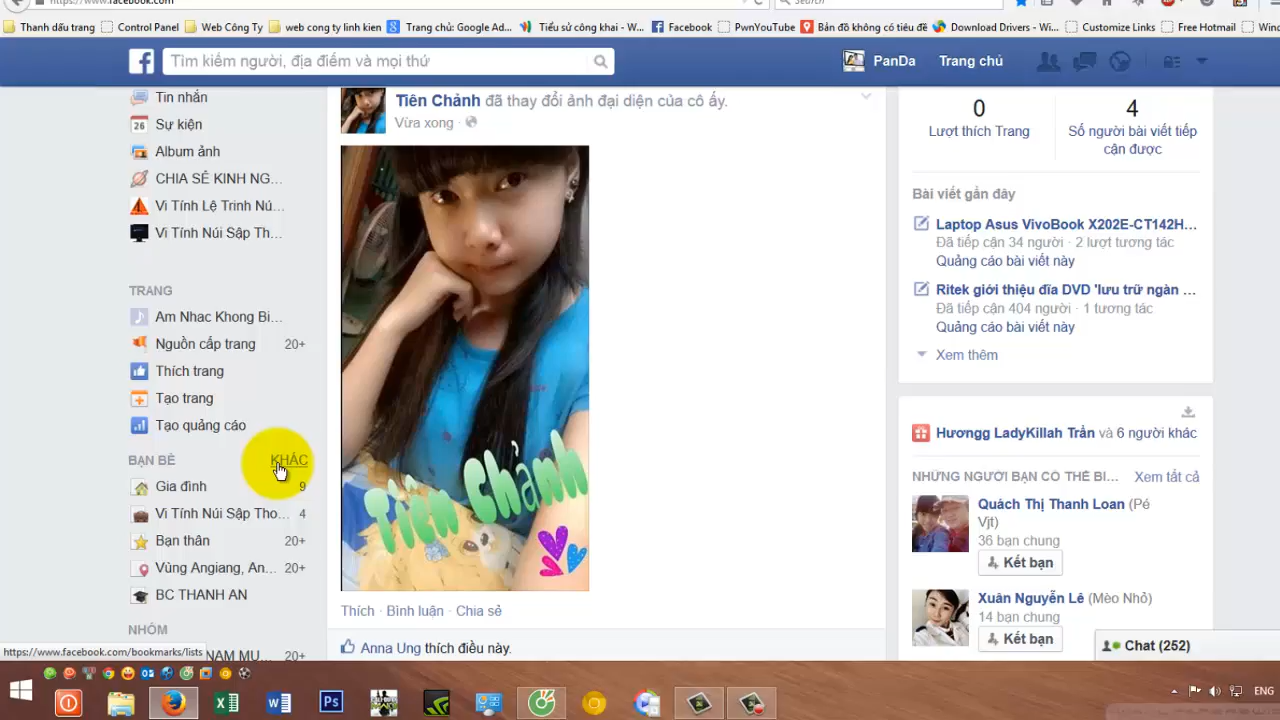 https://www.facebook.com
Search
Thanh dấu trang
Control Panel
Web Công Ty
web cong ty linh kien
Trang chủ: Google Ad...
Tiểu sử công khai - W...
Facebook
PwnYouTube
Bản đồ không có tiêu đề
Download Drivers - W...
Customize Links
Free Hotmail
Wind
Tìm kiếm người, địa điểm và mọi thứ
PanDa
Trang chủ
Tin nhắn
26
Sự kiện
Album ảnh
CHIA SẺ KINH NG...
Vi Tính Lệ Trinh Nú...
Vi Tính Núi Sập Th...
TRANG
Am Nhac Khong Bi...
Nguồn cấp trang 20+
Thích trang
Tạo trang
Tạo quảng cáo
BẠN BÈ KHÁC
Gia đình 9
Vi Tính Núi Sập Tho... 4
Bạn thân 20+
Vùng Angiang, An... 20+
BC THANH AN
NHÓM
NAM MU... 20+
https://www.facebook.com/bookmarks/lists
Tiên Chảnh đã thay đổi ảnh đại diện của cô ấy.
Vừa xong
Tiên Chảnh
Thích · Bình luận · Chia sẻ
Anna Ung thích điều này.
0
Lượt thích Trang
4
Số người bài viết tiếp
cận được
Bài viết gần đây
Laptop Asus VivoBook X202E-CT142H...
Đã tiếp cận 34 người · 2 lượt tương tác
Quảng cáo bài viết này
Ritek giới thiệu đĩa DVD 'lưu trữ ngàn ...
Đã tiếp cận 404 người · 1 tương tác
Quảng cáo bài viết này
Xem thêm
Hươngg LadyKillah Trần và 6 người khác
NHỮNG NGƯỜI BẠN CÓ THỂ BI... Xem tất cả
Quách Thị Thanh Loan (Pé
Vjt)
36 bạn chung
Kết bạn
Xuân Nguyễn Lê (Mèo Nhỏ)
14 bạn chung
Kết bạn
Chat (252)
Ps
ENG